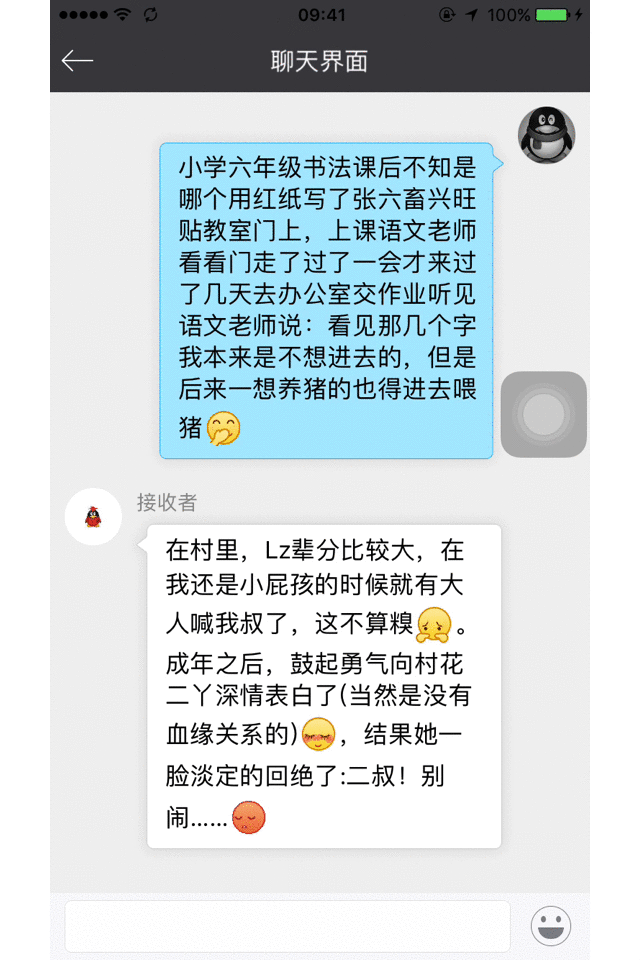 09:41
100%
聊天界面
小学六年级书法课后不知是
哪个用红纸写了张六畜兴旺
贴教室门上，上课语文老师
看看门走了过了一会才来过
了几天去办公室交作业听见
语文老师说：看见那几个字
我本来是不想进去的，但是
后来一想养猪的也得进去喂
猪
接收者
在村里，Lz辈分比较大，在
我还是小屁孩的时候就有大
人喊我叔了，这不算糗。
成年之后，鼓起勇气向村花
二丫深情表白了(当然是没有
血缘关系的)，结果她一
脸淡定的回绝了:二叔！别
闹……